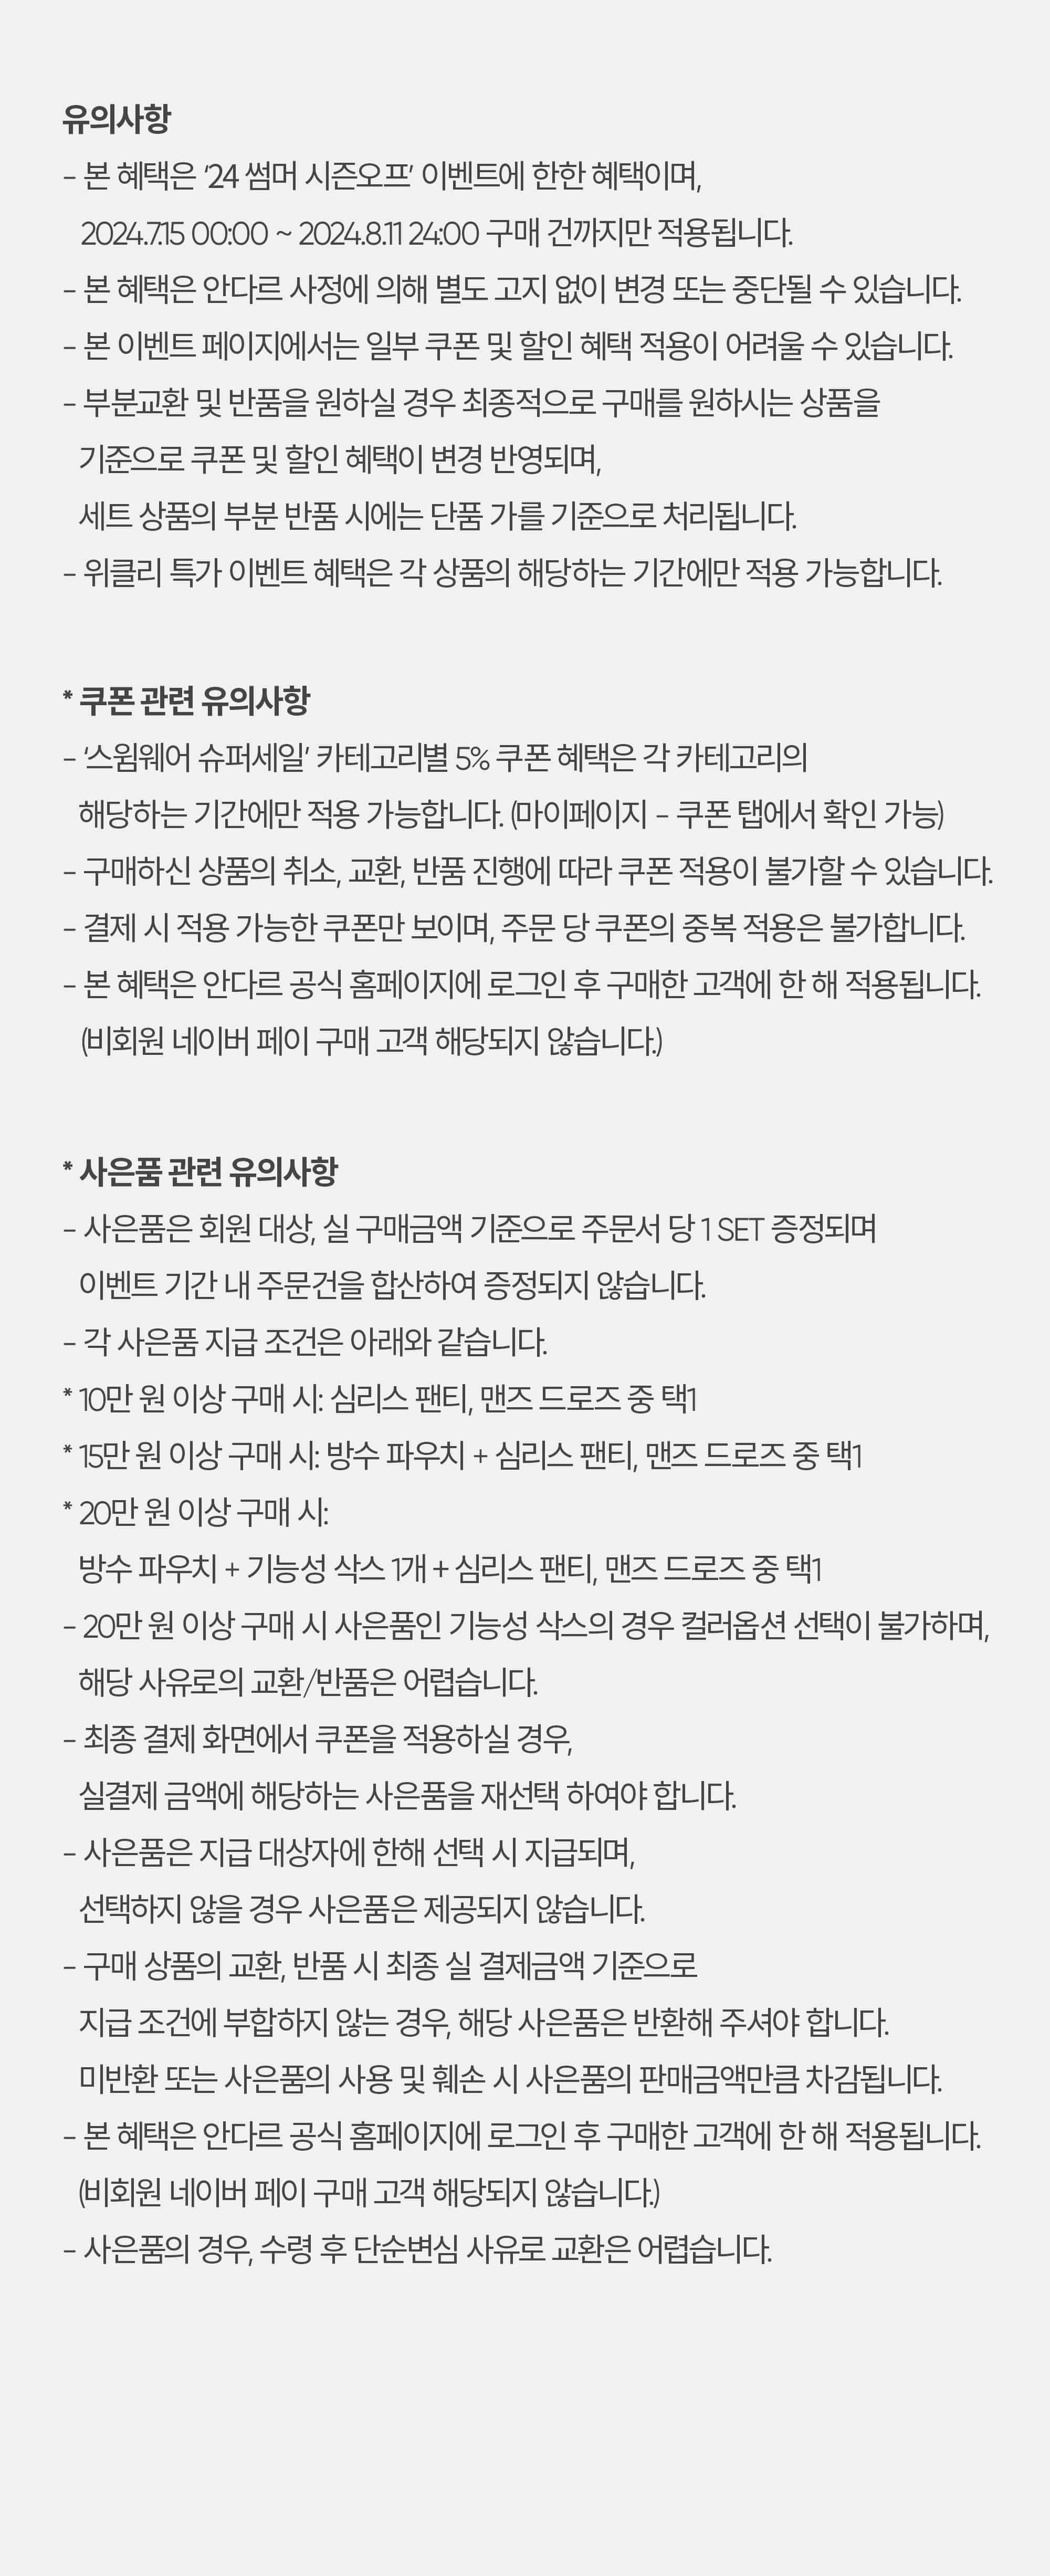 유의사항
- 본 혜택은 '24 썸머 시즌오프' 이벤트에 한한 혜택이며,
2024.7.15 00:00 ~ 2024.8.11 24:00 구매 건까지만 적용됩니다.
- 본 혜택은 안다르 사정에 의해 별도 고지 없이 변경 또는 중단될 수 있습니다.
- 본 이벤트 페이지에서는 일부 쿠폰 및 할인 혜택 적용이 어려울 수 있습니다.
- 부분교환 및 반품을 원하실 경우 최종적으로 구매를 원하시는 상품을
기준으로 쿠폰 및 할인 혜택이 변경 반영되며,
세트 상품의 부분 반품 시에는 단품 가를 기준으로 처리됩니다.
- 위클리 특가 이벤트 혜택은 각 상품의 해당하는 기간에만 적용 가능합니다.
* 쿠폰 관련 유의사항
- '스윔웨어 슈퍼세일' 카테고리별 5% 쿠폰 혜택은 각 카테고리의
해당하는 기간에만 적용 가능합니다. (마이페이지 - 쿠폰 탭에서 확인 가능)
- 구매하신 상품의 취소, 교환, 반품 진행에 따라 쿠폰 적용이 불가할 수 있습니다.
- 결제 시 적용 가능한 쿠폰만 보이며, 주문 당 쿠폰의 중복 적용은 불가합니다.
- 본 혜택은 안다르 공식 홈페이지에 로그인 후 구매한 고객에 한 해 적용됩니다.
(비회원 네이버 페이 구매 고객 해당되지 않습니다.)
* 사은품 관련 유의사항
- 사은품은 회원 대상, 실 구매금액 기준으로 주문서 당 1 SET 증정되며
이벤트 기간 내 주문건을 합산하여 증정되지 않습니다.
- 각 사은품 지급 조건은 아래와 같습니다.
* 10만 원 이상 구매 시: 심리스 팬티, 맨즈 드로즈 중 택1
* 15만 원 이상 구매 시: 방수 파우치 + 심리스 팬티, 맨즈 드로즈 중 택1
* 20만 원 이상 구매 시:
방수 파우치 + 기능성 삭스 1개 + 심리스 팬티, 맨즈 드로즈 중 택1
- 20만 원 이상 구매 시 사은품인 기능성 삭스의 경우 컬러옵션 선택이 불가하며,
해당 사유로의 교환/반품은 어렵습니다.
- 최종 결제 화면에서 쿠폰을 적용하실 경우,
실결제 금액에 해당하는 사은품을 재선택 하여야 합니다.
- 사은품은 지급 대상자에 한해 선택 시 지급되며,
선택하지 않을 경우 사은품은 제공되지 않습니다.
- 구매 상품의 교환, 반품 시 최종 실 결제금액 기준으로
지급 조건에 부합하지 않는 경우, 해당 사은품은 반환해 주셔야 합니다.
미반환 또는 사은품의 사용 및 훼손 시 사은품의 판매금액만큼 차감됩니다.
- 본 혜택은 안다르 공식 홈페이지에 로그인 후 구매한 고객에 한 해 적용됩니다.
(비회원 네이버 페이 구매 고객 해당되지 않습니다.)
- 사은품의 경우, 수령 후 단순변심 사유로 교환은 어렵습니다.